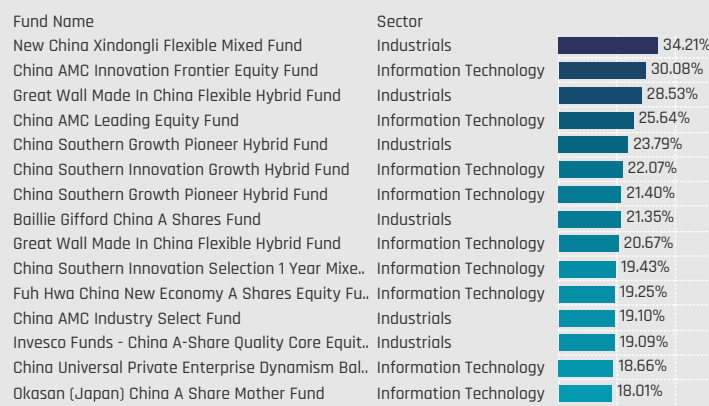 Fund Name Sector
New China Xindongli Flexible Mixed Fund Industrials 34.21%
China AMC Innovation Frontier Equity Fund Information Technology 30.08%
Great Wall Made In China Flexible Hybrid Fund Industrials 28.53%
China AMC Leading Equity Fund Information Technology 25.64%
China Southern Growth Pioneer Hybrid Fund Industrials 23.79%
China Southern Innovation Growth Hybrid Fund Information Technology 22.07%
China Southern Growth Pioneer Hybrid Fund Information Technology 21.40%
Baillie Gifford China A Shares Fund Industrials 21.35%
Great Wall Made In China Flexible Hybrid Fund Information Technology 20.67%
China Southern Innovation Selection 1 Year Mixe.. Information Technology 19.43%
Fuh Hwa China New Economy A Shares Equity Fu.. Information Technology 19.25%
China AMC Industry Select Fund Industrials 19.10%
Invesco Funds - China A-Share Quality Core Equit.. Industrials 19.09%
China Universal Private Enterprise Dynamism Bal.. Information Technology 18.66%
Okasan (Japan) China A Share Mother Fund Information Technology 18.01%